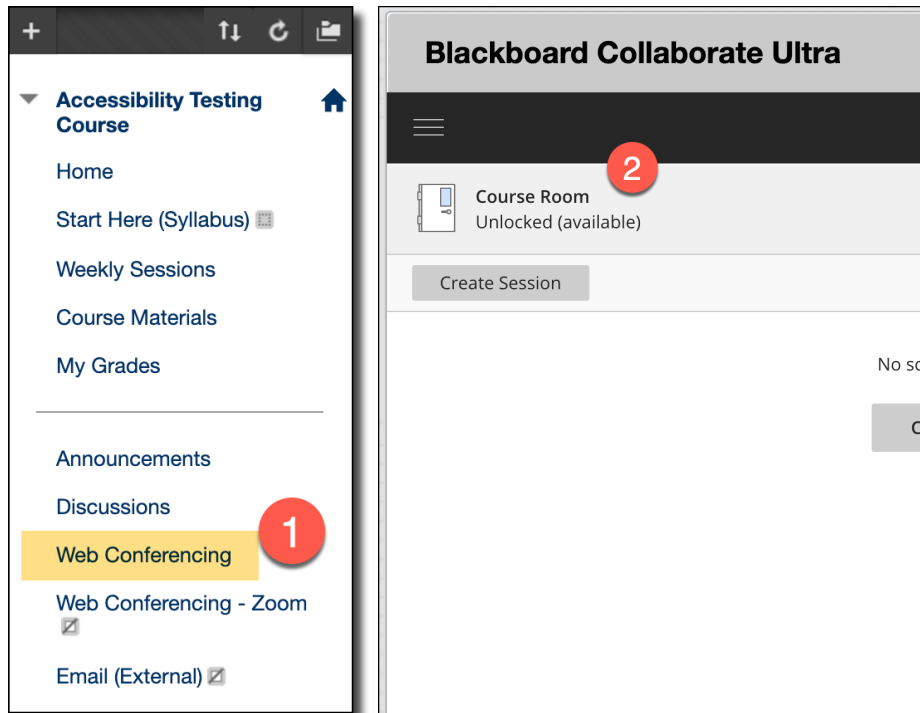 Accessibility Testing
Course
Home
Start Here (Syllabus)
Weekly Sessions
Course Materials
My Grades
Announcements
Discussions
Web Conferencing
1
Web Conferencing - Zoom
Email (External)
Blackboard Collaborate Ultra
2
Course Room
Unlocked (available)
Create Session
No